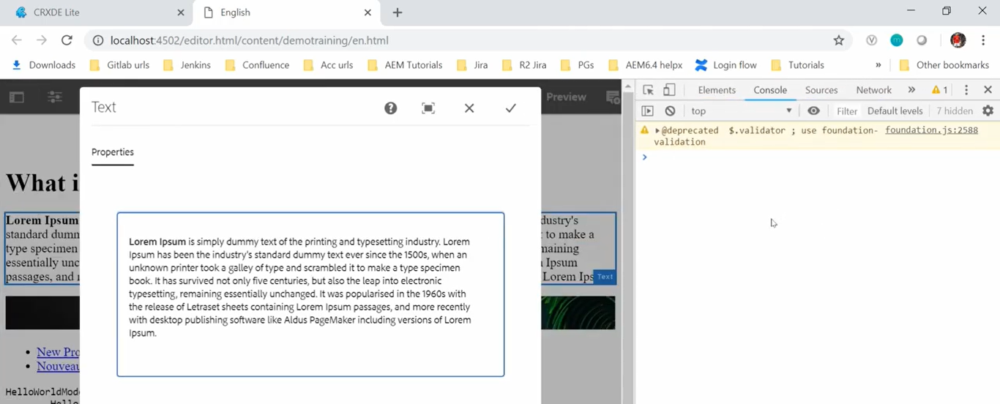 CRXDE Lite
English
localhost:4502/editor.html/content/demotraining/en.html
Downloads Gitlab urls Jenkins Confluence Acc urls AEM Tutorials Jira R2 Jira PGs AEM6.4 helpx Login flow Tutorials » Other bookmarks
Preview
Text
Properties
Lorem Ipsum is simply dummy text of the printing and typesetting industry. Lorem
Ipsum has been the industry's standard dummy text ever since the 1500s, when an
unknown printer took a galley of type and scrambled it to make a type specimen
book. It has survived not only five centuries, but also the leap into electronic
typesetting, remaining essentially unchanged. It was popularised in the 1960s with
the release of Letraset sheets containing Lorem Ipsum passages, and more recently
with desktop publishing software like Aldus PageMaker including versions of Lorem
Ipsum.
What i
Lorem Ipsum dustry's
standard dumm t to make a
type specimen maining
essentially unc Ipsum
passages, and r Lorem Ips
Text
New Pro
Nouveau
HelloWorldMod
Hello
Elements Console Sources Network » 1
top Filter Default levels 7 hidden
@deprecated $.validator ; use foundation- foundation.js:2588
validation